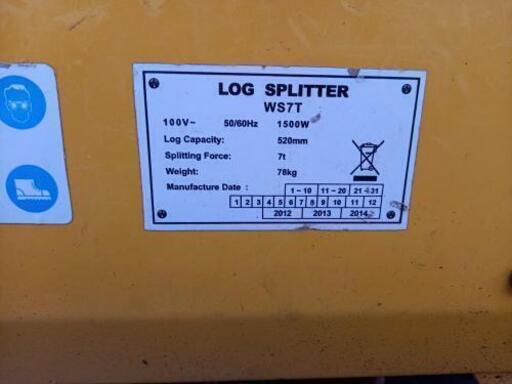 LOG SPLITTER
WS7T
100V~ 50/60Hz 1500W
Log Capacity: 520mm
Splitting Force: 7t
Weight: 78kg
Manufacture Date :
1-10 11-20 21-31
1 2 3 4 5 6 7 8 9 10 11 12
2012 2013 2014